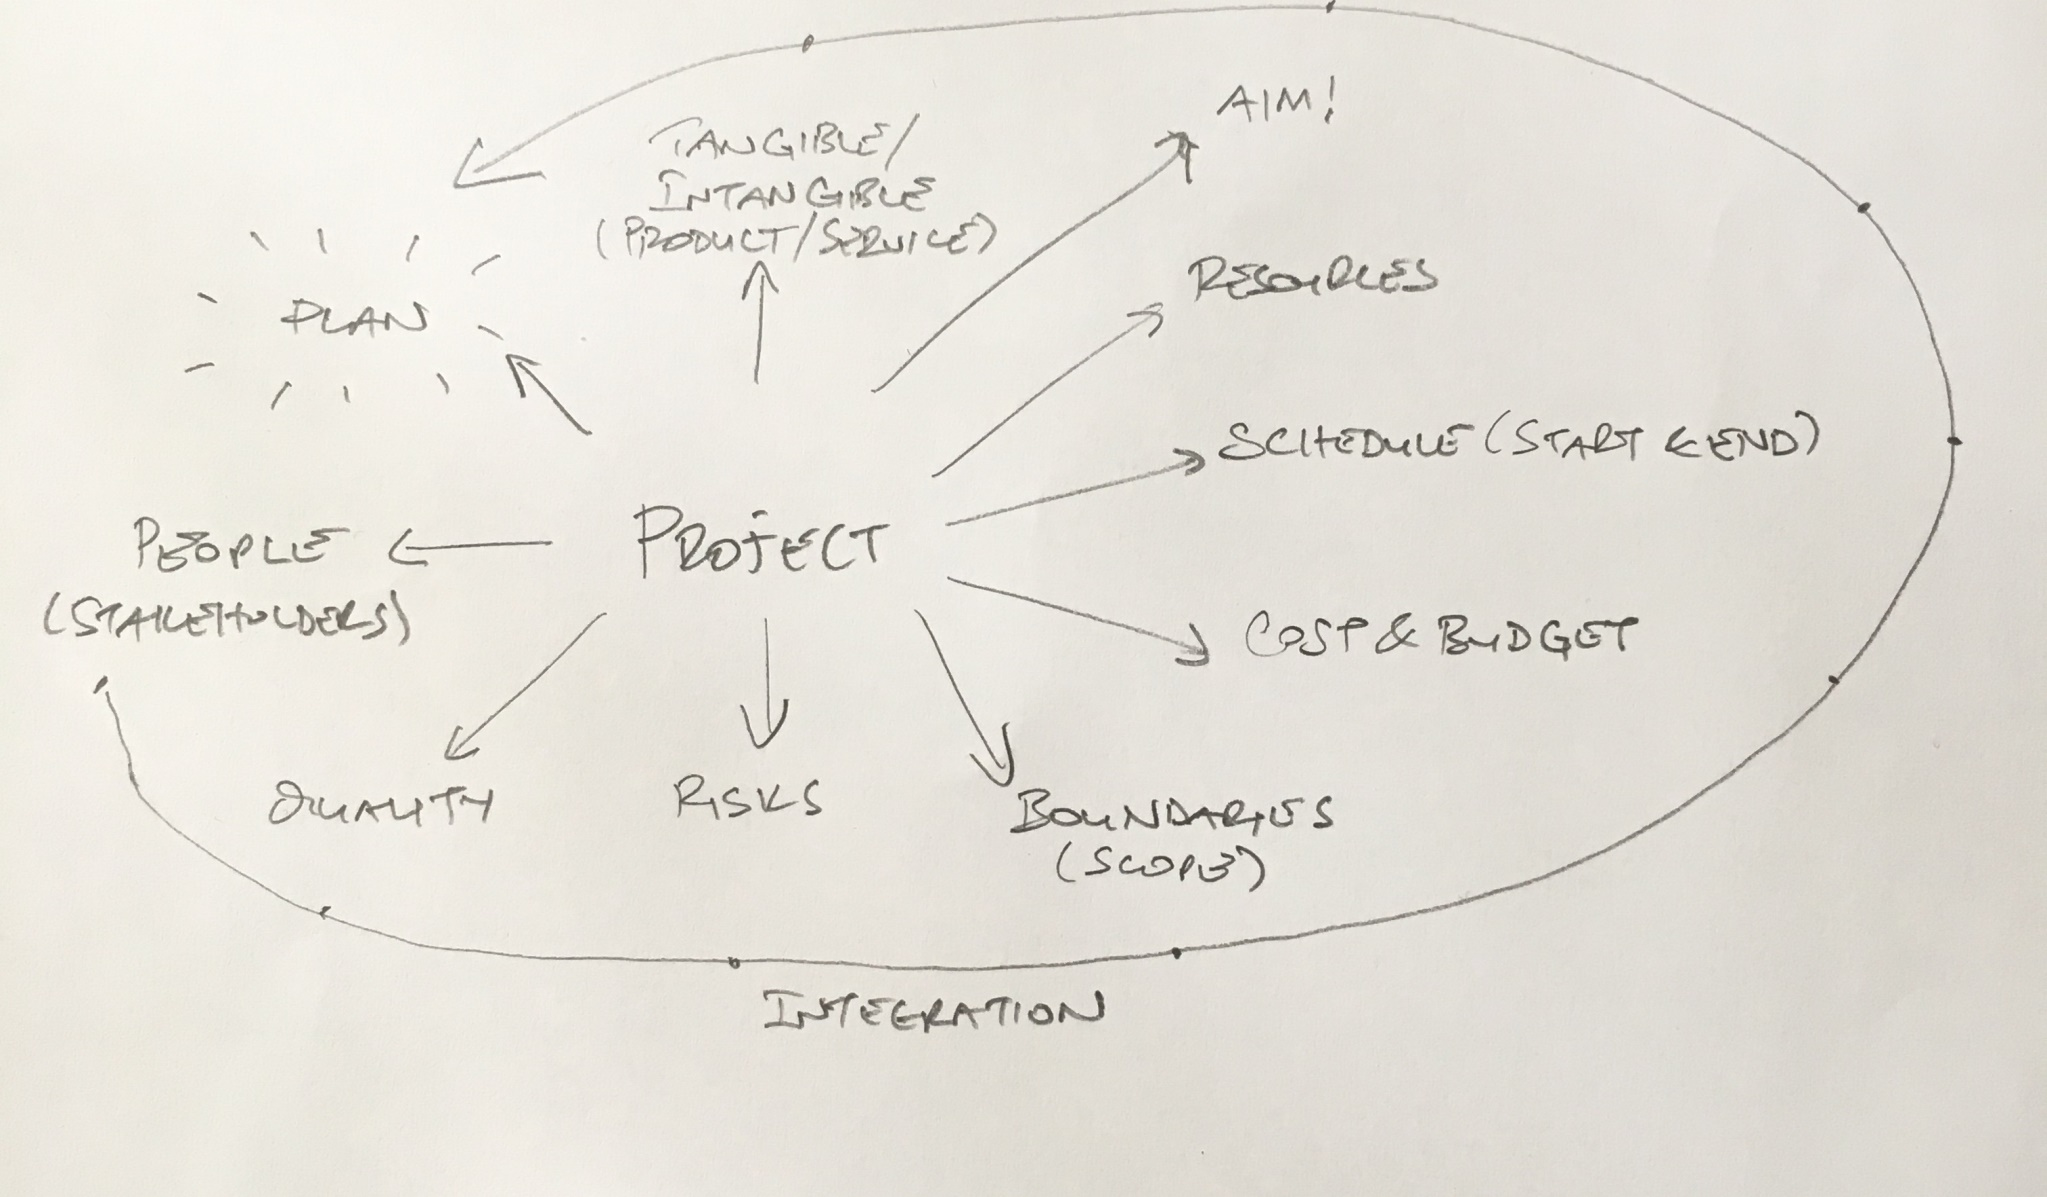 AIM!
TANGIBLE/
INTANGIBLE
(PRODUCT/SERVICE)
RESOURCES
PLAN
SCHEDULE (START & END)
PROJECT
PEOPLE
(STAKEHOLDERS)
COST & BUDGET
QUALITY
RISKS
BOUNDARIES
(SCOPE)
INTEGRATION